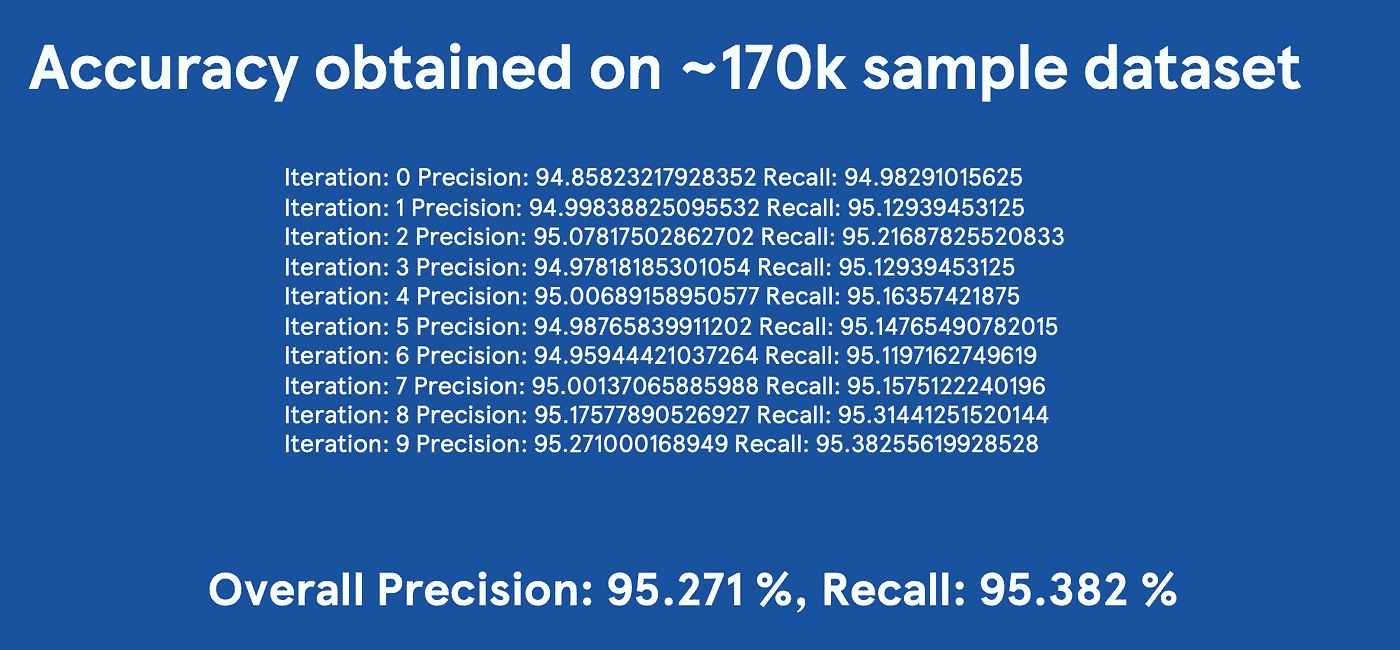 Accuracy obtained on ~170k sample dataset
Iteration: 0 Precision: 94.85823217928352 Recall: 94.98291015625
Iteration: 1 Precision: 94.99838825095532 Recall: 95.12939453125
Iteration: 2 Precision: 95.07817502862702 Recall: 95.21687825520833
Iteration: 3 Precision: 94.97818185301054 Recall: 95.12939453125
Iteration: 4 Precision: 95.00689158950577 Recall: 95.16357421875
Iteration: 5 Precision: 94.98765839911202 Recall: 95.14765490782015
Iteration: 6 Precision: 94.95944421037264 Recall: 95.1197162749619
Iteration: 7 Precision: 95.00137065885988 Recall: 95.1575122240196
Iteration: 8 Precision: 95.17577890526927 Recall: 95.31441251520144
Iteration: 9 Precision: 95.271000168949 Recall: 95.38255619928528
Overall Precision: 95.271 %, Recall: 95.382 %